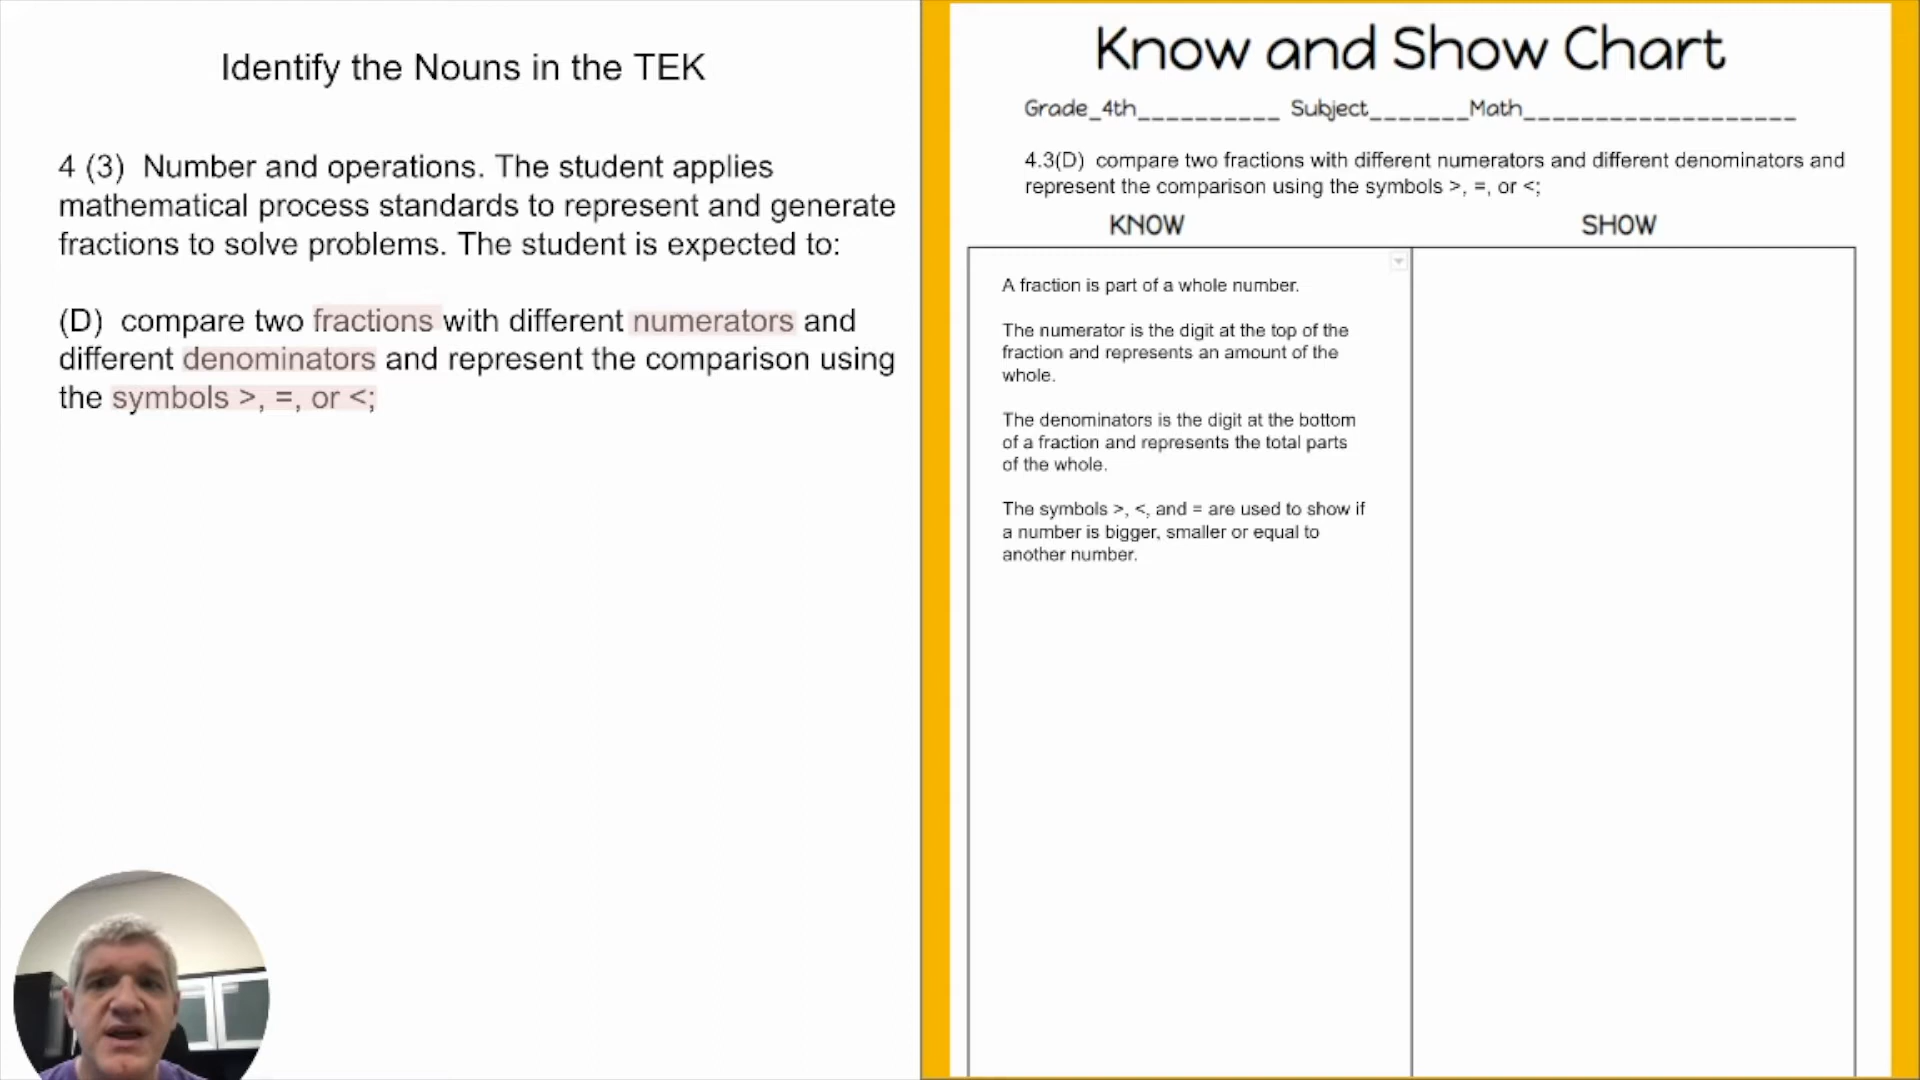 Identify the Nouns in the TEK
4 (3)  Number and operations. The student applies
mathematical process standards to represent and generate
fractions to solve problems. The student is expected to:
(D)  compare two fractions with different numerators and
different denominators and represent the comparison using
the symbols >, =, or <;
Know and Show Chart
Grade_4th__________ Subject_______Math___________________
4.3(D)  compare two fractions with different numerators and different denominators and
represent the comparison using the symbols >, =, or <;
KNOW
SHOW
A fraction is part of a whole number.
The numerator is the digit at the top of the
fraction and represents an amount of the
whole.
The denominators is the digit at the bottom
of a fraction and represents the total parts
of the whole.
The symbols >, <, and = are used to show if
a number is bigger, smaller or equal to
another number.